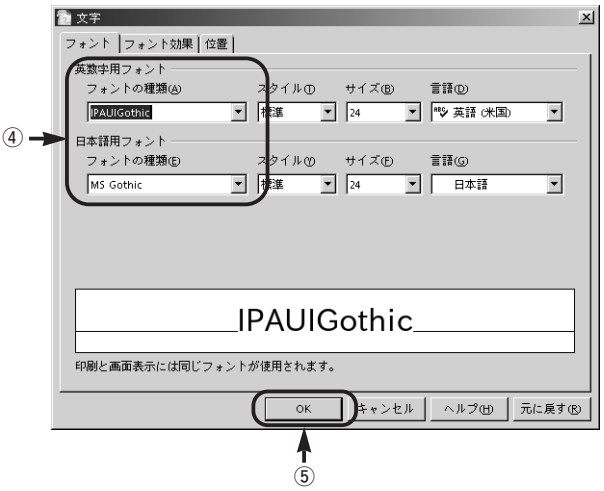 文字
フォント フォント効果 位置
英数字用フォント
フォントの種類(A) スタイル(I) サイズ(B) 言語(D)
IPAUIGothic 標準 24 英語 (米国)
④
日本語用フォント
フォントの種類(E) スタイル(Y) サイズ(F) 言語(G)
MS Gothic 標準 24 日本語
IPAUIGothic
印刷と画面表示には同じフォントが使用されます。
OK キャンセル ヘルプ(H) 元に戻す(R)
⑤